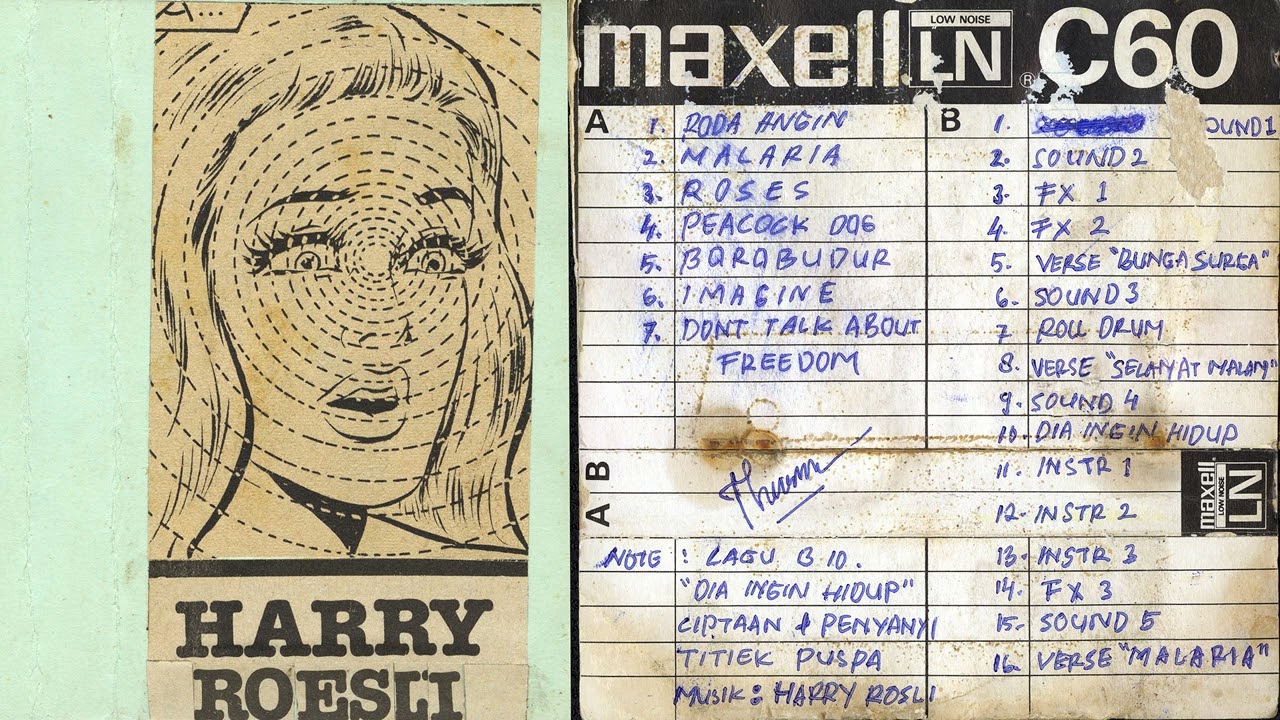 A...
HARRY
ROESLI
maxell LOW NOISE LN ® C60
A
1. RODA ANGIN
2. MALARIA
3. ROSES
4. PEACOCK DOG
5. BOROBUDUR
6. IMAGINE
7. DONT TALK ABOUT
FREEDOM
B
1. OUND 1
2. SOUND 2
3. FX 1
4. FX 2
5. VERSE "BUNGA SURGA"
6. SOUND 3
7 ROLL DRUM
8. VERSE "SELAMAT MALAM"
9. SOUND 4
10. DIA INGIN HIDUP
11. INSTR 1
12. INSTR 2
13. INSTR 3
14. FX 3
15. SOUND 5
16. VERSE "MALARIA"
B
A
maxell.
LOW NOISE
LN
NOTE : LAGU B 10.
"DIA INGIN HIDUP"
CIPTAAN & PENYANYI
TITIEK PUSPA
MUSIK : HARRY ROSLI